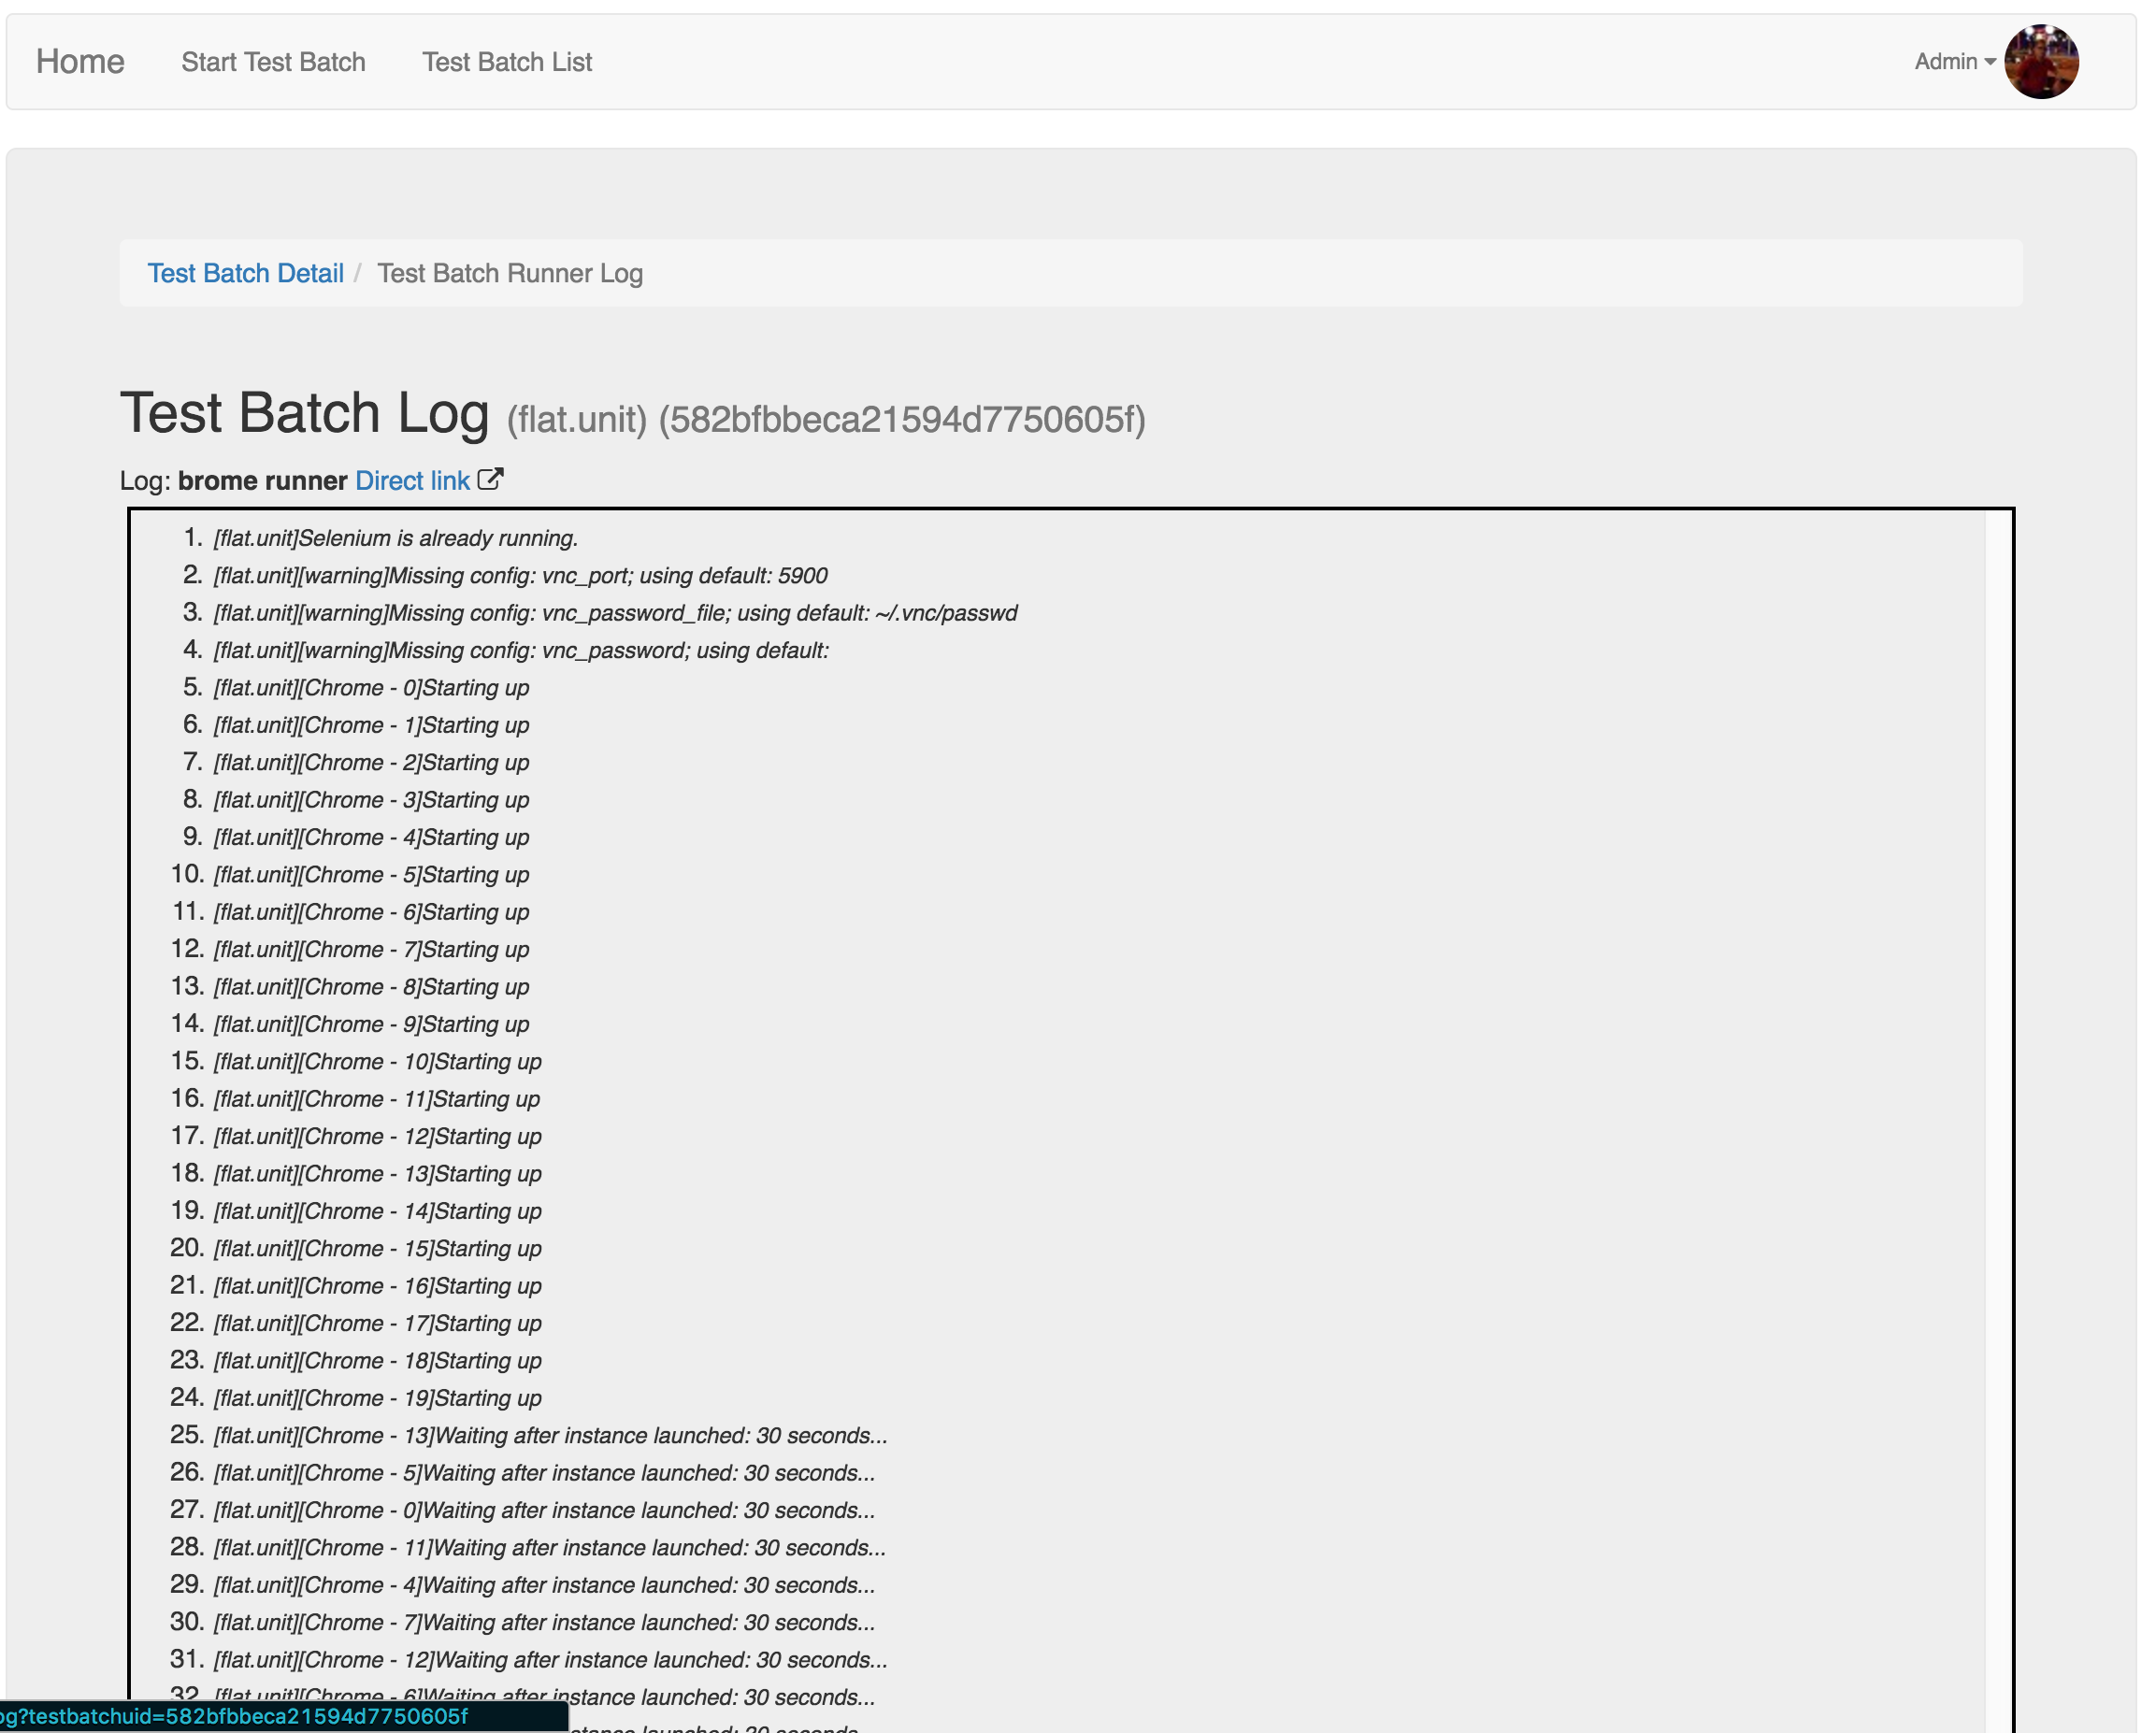 Home Start Test Batch Test Batch List Admin
Test Batch Detail / Test Batch Runner Log
Test Batch Log (flat.unit) (582bfbbeca21594d7750605f)
Log: brome runner Direct link
1. [flat.unit]Selenium is already running.
2. [flat.unit][warning]Missing config: vnc_port; using default: 5900
3. [flat.unit][warning]Missing config: vnc_password_file; using default: ~/.vnc/passwd
4. [flat.unit][warning]Missing config: vnc_password; using default:
5. [flat.unit][Chrome - 0]Starting up
6. [flat.unit][Chrome - 1]Starting up
7. [flat.unit][Chrome - 2]Starting up
8. [flat.unit][Chrome - 3]Starting up
9. [flat.unit][Chrome - 4]Starting up
10. [flat.unit][Chrome - 5]Starting up
11. [flat.unit][Chrome - 6]Starting up
12. [flat.unit][Chrome - 7]Starting up
13. [flat.unit][Chrome - 8]Starting up
14. [flat.unit][Chrome - 9]Starting up
15. [flat.unit][Chrome - 10]Starting up
16. [flat.unit][Chrome - 11]Starting up
17. [flat.unit][Chrome - 12]Starting up
18. [flat.unit][Chrome - 13]Starting up
19. [flat.unit][Chrome - 14]Starting up
20. [flat.unit][Chrome - 15]Starting up
21. [flat.unit][Chrome - 16]Starting up
22. [flat.unit][Chrome - 17]Starting up
23. [flat.unit][Chrome - 18]Starting up
24. [flat.unit][Chrome - 19]Starting up
25. [flat.unit][Chrome - 13]Waiting after instance launched: 30 seconds...
26. [flat.unit][Chrome - 5]Waiting after instance launched: 30 seconds...
27. [flat.unit][Chrome - 0]Waiting after instance launched: 30 seconds...
28. [flat.unit][Chrome - 11]Waiting after instance launched: 30 seconds...
29. [flat.unit][Chrome - 4]Waiting after instance launched: 30 seconds...
30. [flat.unit][Chrome - 7]Waiting after instance launched: 30 seconds...
31. [flat.unit][Chrome - 12]Waiting after instance launched: 30 seconds...
32. [flat.unit][Chrome - 6]Waiting after instance launched: 30 seconds...
og?testbatchuid=582bfbbeca21594d7750605f